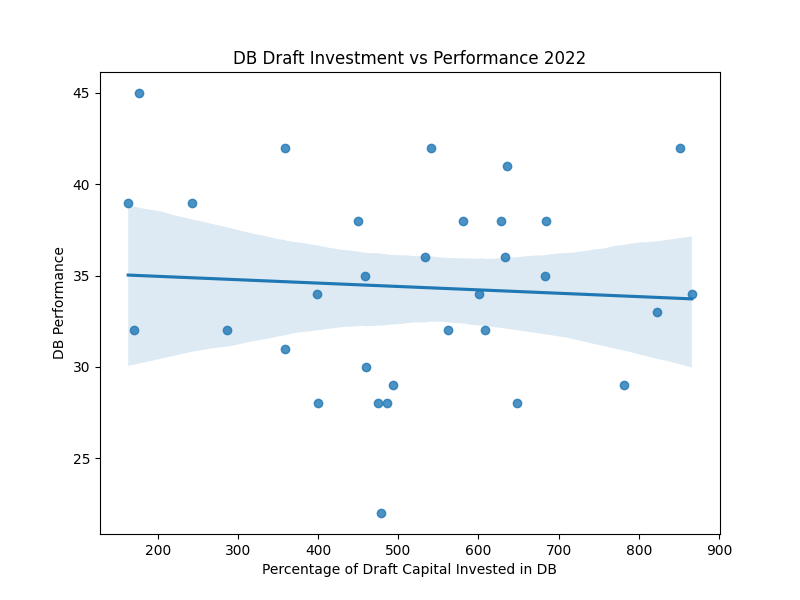 DB Draft Investment vs Performance 2022
45
40
35
30
25
DB Performance
200 300 400 500 600 700 800 900
Percentage of Draft Capital Invested in DB